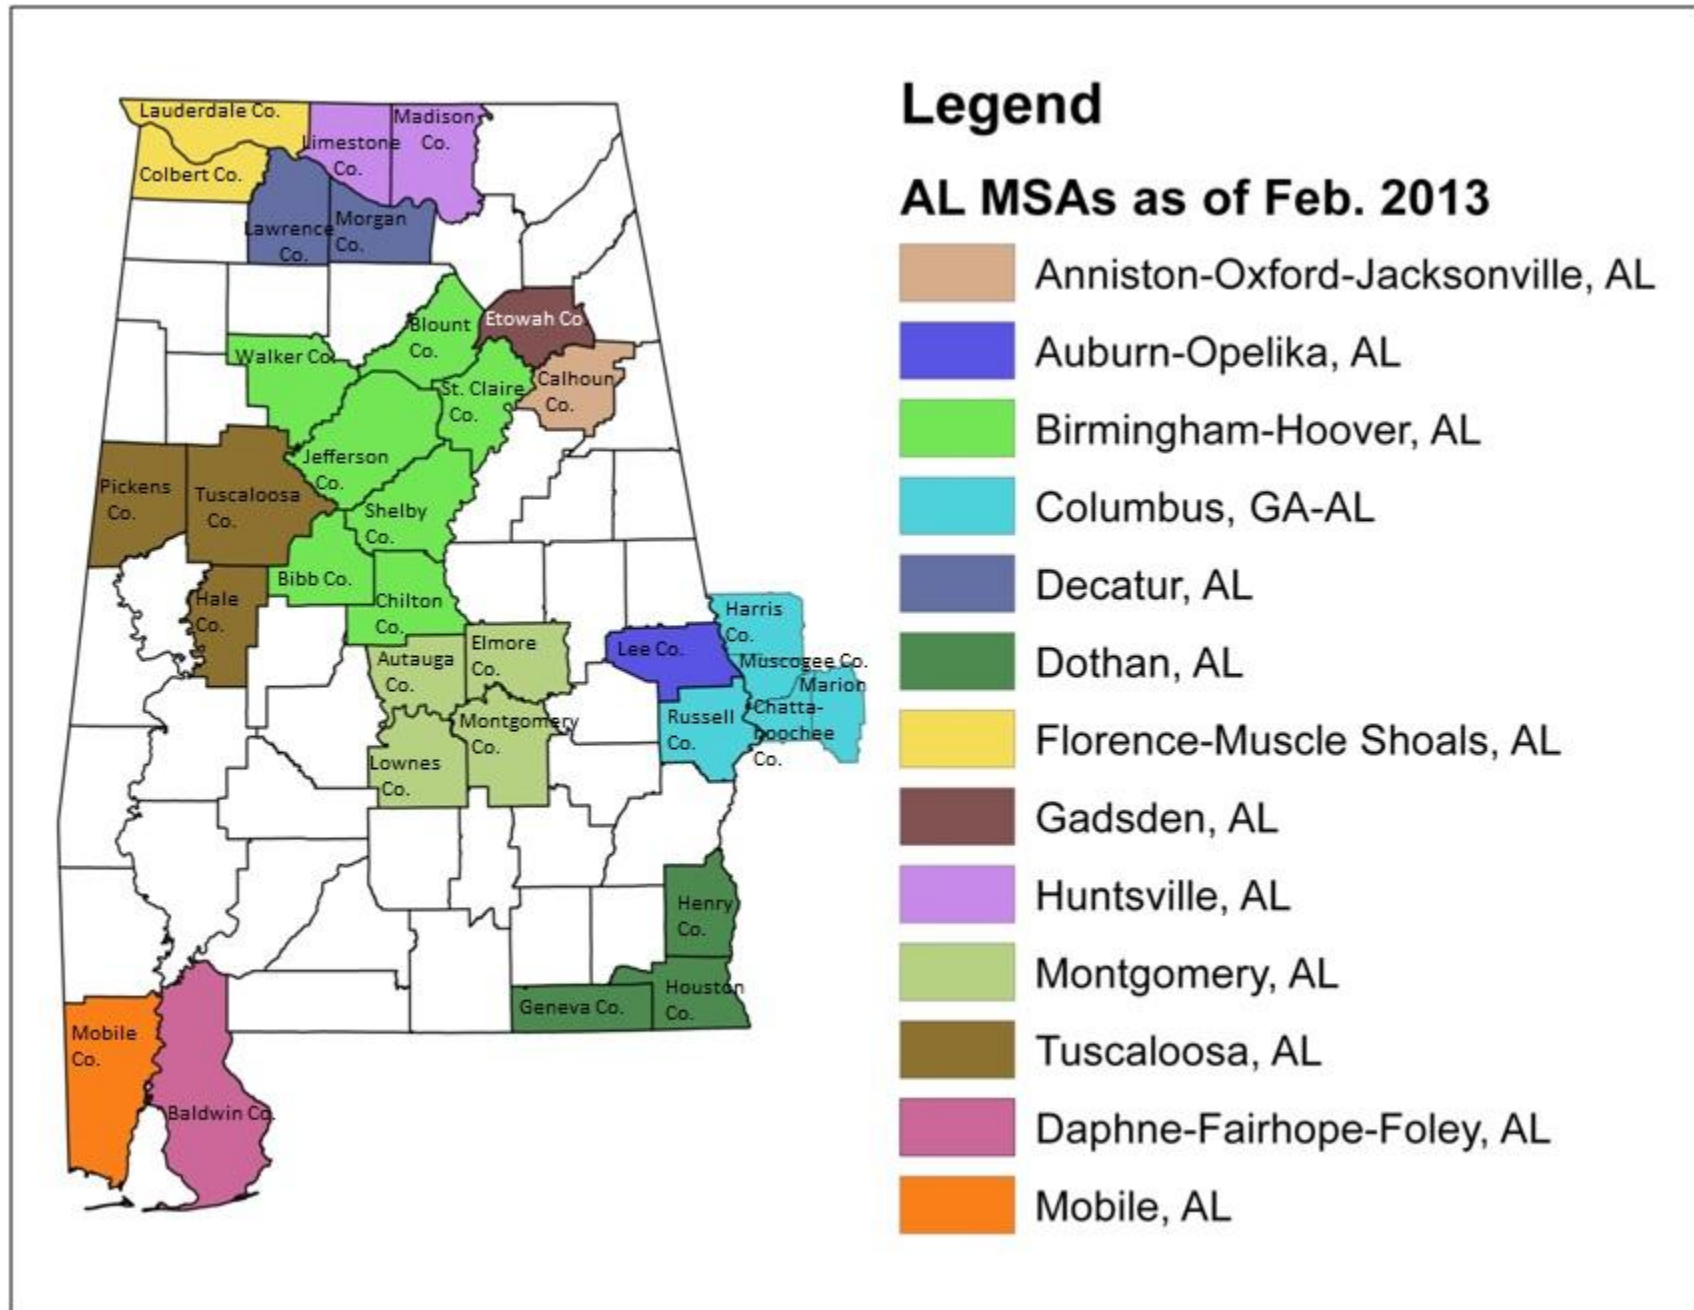 Legend
AL MSAs as of Feb. 2013
Anniston-Oxford-Jacksonville, AL
Auburn-Opelika, AL
Birmingham-Hoover, AL
Columbus, GA-AL
Decatur, AL
Dothan, AL
Florence-Muscle Shoals, AL
Gadsden, AL
Huntsville, AL
Montgomery, AL
Tuscaloosa, AL
Daphne-Fairhope-Foley, AL
Mobile, AL
Lauderdale Co.
Colbert Co.
Limestone
Co.
Madison
Co.
Lawrence
Co.
Morgan
Co.
Blount
Co.
Etowah Co.
Walker Co.
St. Claire
Co.
Calhoun
Co.
Jefferson
Co.
Pickens
Co.
Tuscaloosa
Co.
Shelby
Co.
Bibb Co.
Chilton
Co.
Hale
Co.
Autauga
Co.
Elmore
Co.
Lee Co.
Harris
Co.
Muscogee Co.
Marion
Chatta-
hoochee
Co.
Russell
Co.
Montgomery
Co.
Lownes
Co.
Henry
Co.
Houston
Co.
Geneva Co.
Mobile
Co.
Baldwin Co.